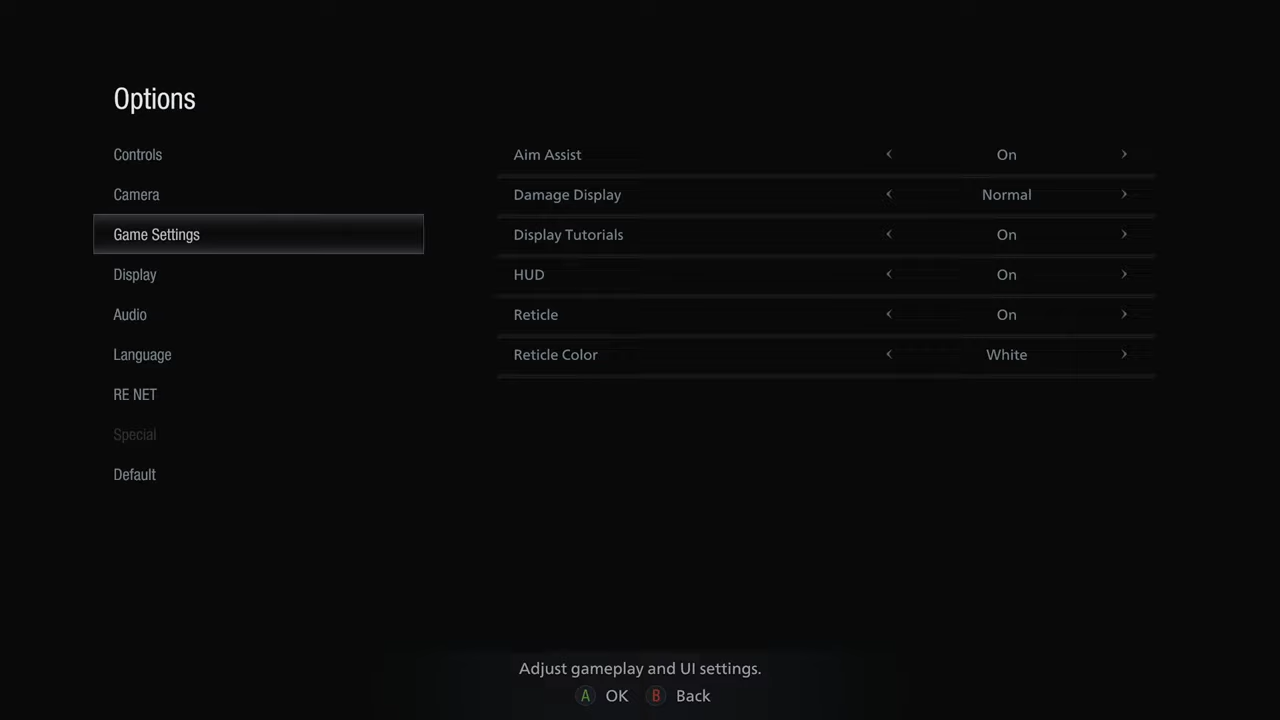 Options
Controls
Camera
Game Settings
Display
Audio
Language
RE NET
Special
Default
Aim Assist On
Damage Display Normal
Display Tutorials On
HUD On
Reticle On
Reticle Color White
Adjust gameplay and UI settings.
A OK B Back